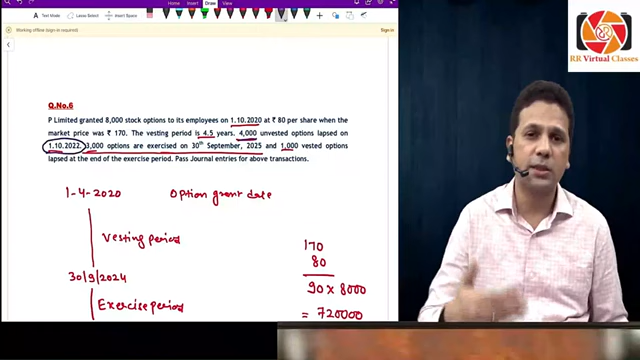 Home Insert Draw View
Text Mode Lasso Select Insert Space
Working offline (sign in required) Sign in
RR Virtual Classes
Q.No.6
P Limited granted 8,000 stock options to its employees on 1.10.2020 at ₹ 80 per share when the
market price was ₹ 170. The vesting period is 4.5 years. 4,000 unvested options lapsed on
1.10.2022. 3,000 options are exercised on 30th September, 2025 and 1,000 vested options
lapsed at the end of the exercise period. Pass Journal entries for above transactions.
1-4-2020 Option grant date
Vesting period
170
80
30/9/2024
90 x 8000
Exercise period
= 720000